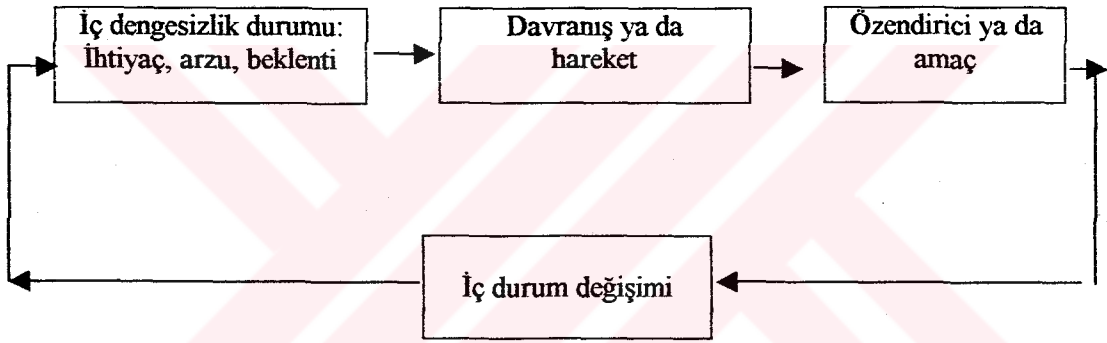 İç dengesizlik durumu:
İhtiyaç, arzu, beklenti
Davranış ya da
hareket
Özendirici ya da
amaç
İç durum değişimi